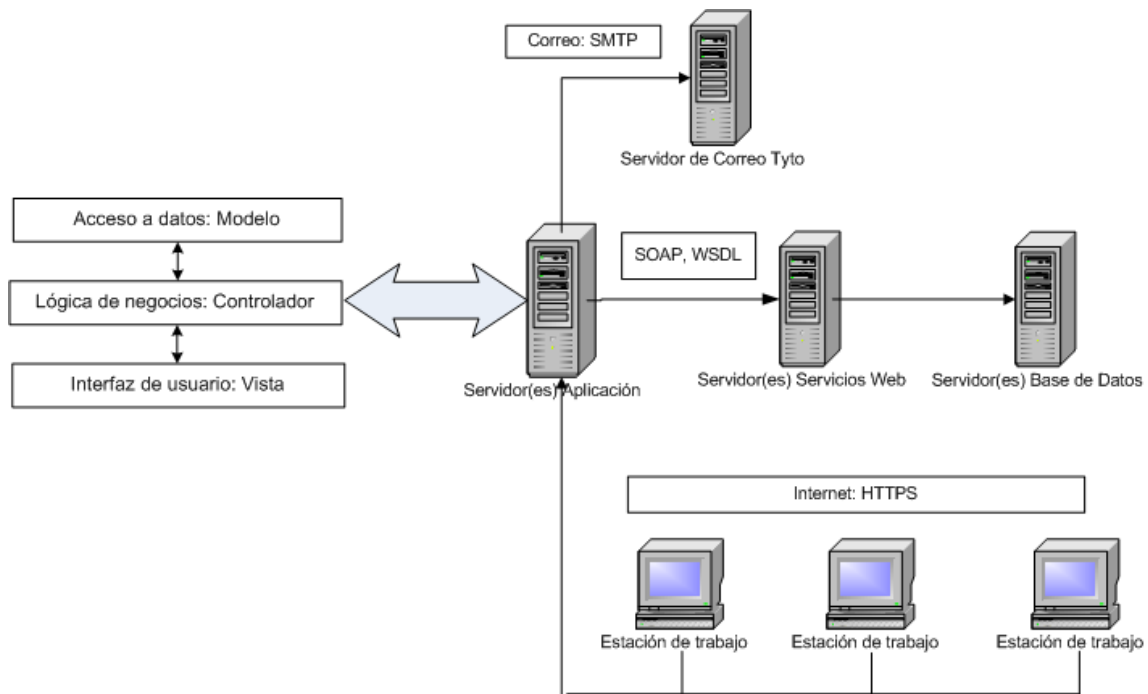 Correo: SMTP
Servidor de Correo Tyto
Acceso a datos: Modelo
SOAP, WSDL
Lógica de negocios: Controlador
Interfaz de usuario: Vista
Servidor(es) Aplicación
Servidor(es) Servicios Web
Servidor(es) Base de Datos
Internet: HTTPS
Estación de trabajo
Estación de trabajo
Estación de trabajo